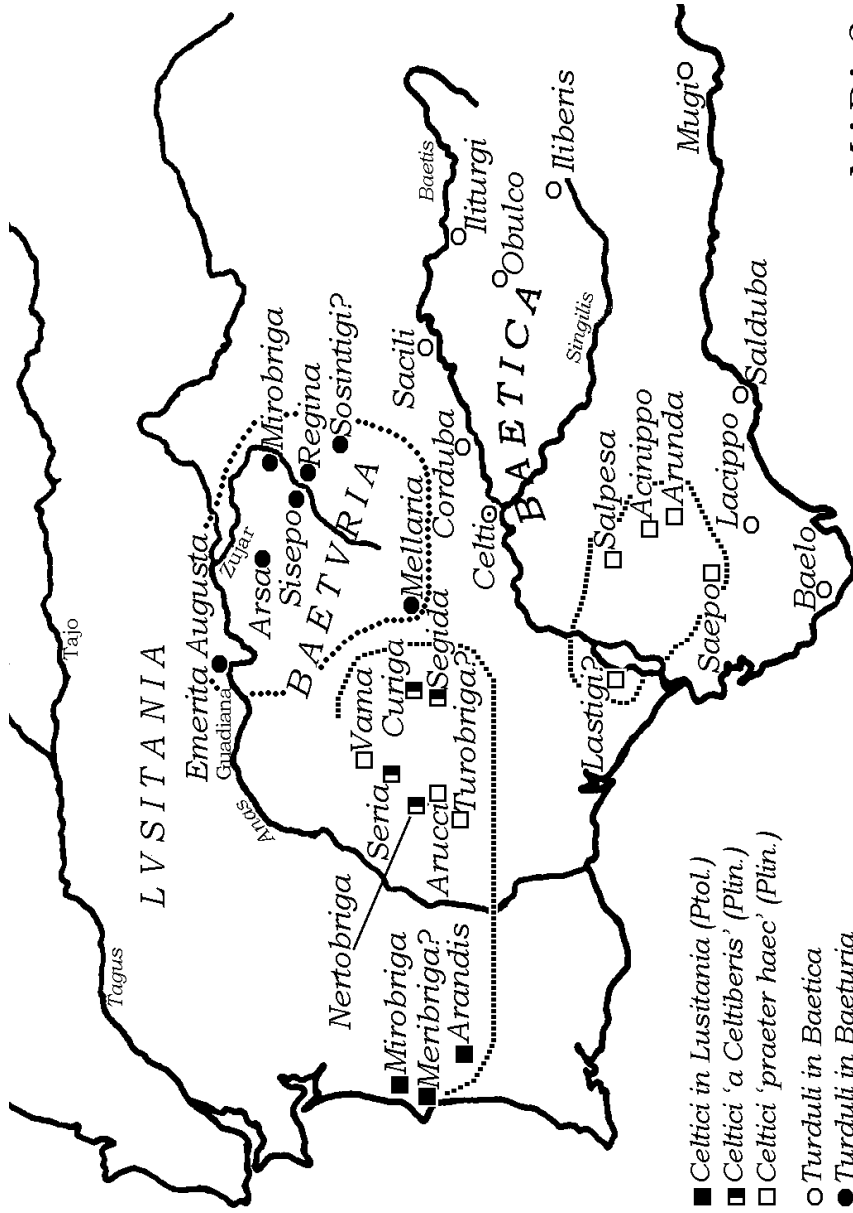 Tajo
Tagus
LVSITANIA
Emerita Augusta
Guadiana
Anas
Zujar
Mirobriga
Regina
Sosintigi?
Arsa
Sisepo
BAETVRIA
Mellaria
Vama
Curiga
Segida
Seria
Nertobriga
Arucci
Turobriga?
Mirobriga
Meribriga?
Arandis
Baetis
Iliturgi
Obulco
Iliberis
Singilis
Sacili
Corduba
Celti
BAETICA
Salpesa
Acinippo
Arunda
Lastigi?
Saepo
Lacippo
Baelo
Salduba
Mugi
■ Celtici in Lusitania (Ptol.)
Celtici ‘a Celtiberis’ (Plin.)
□ Celtici ‘praeter haec’ (Plin.)
○ Turduli in Baetica
● Turduli in Baeturia